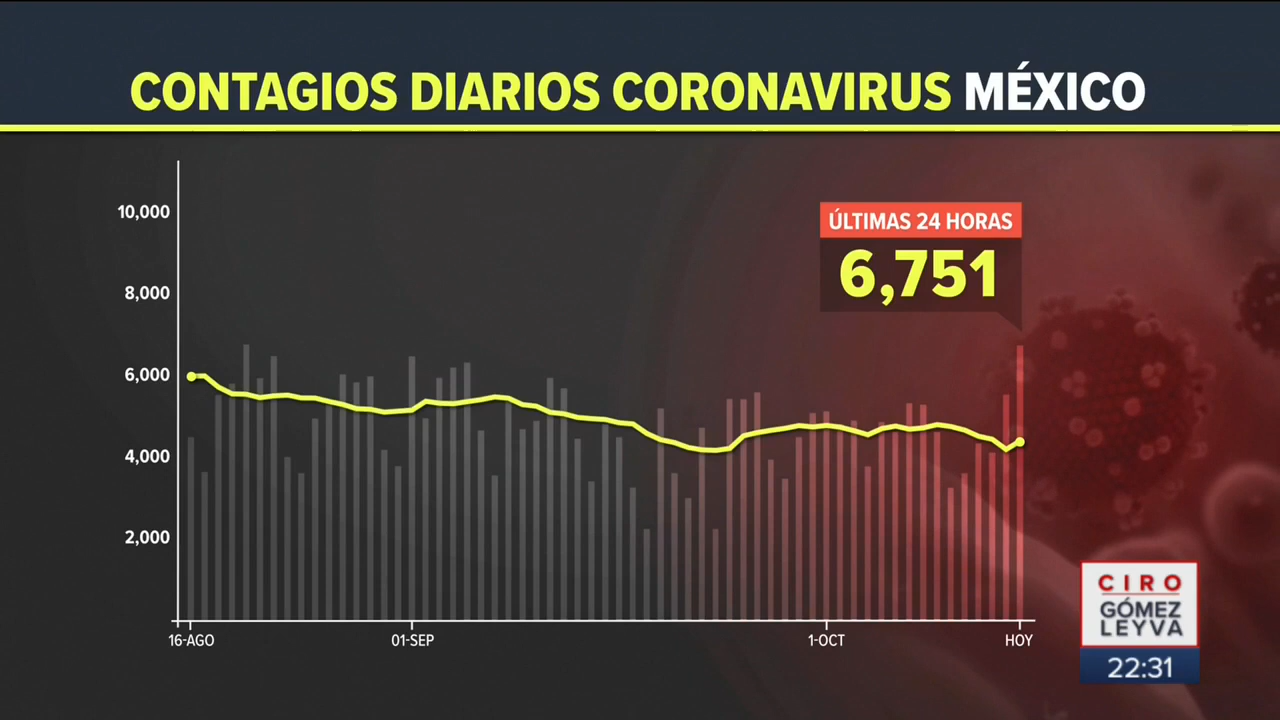 CONTAGIOS DIARIOS CORONAVIRUS MÉXICO
ÚLTIMAS 24 HORAS
6,751
10,000
8,000
6,000
4,000
2,000
16-AGO
01-SEP
1-OCT
HOY
CIRO
GÓMEZ
LEYVA
22:31